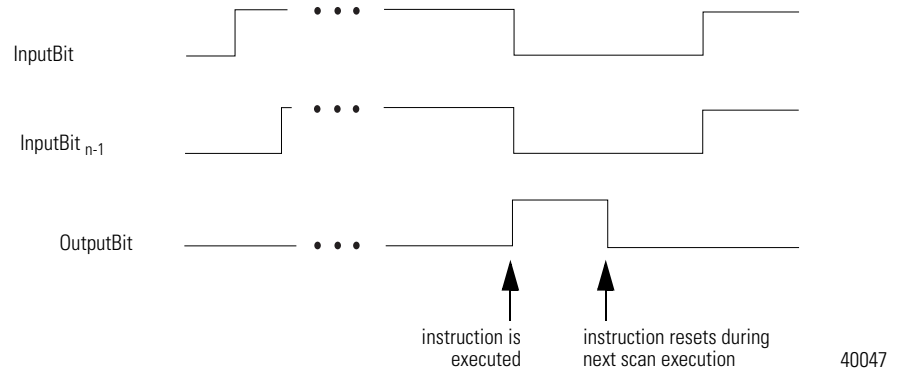 InputBit
InputBit n-1
OutputBit
instruction is
executed
instruction resets during
next scan execution
40047